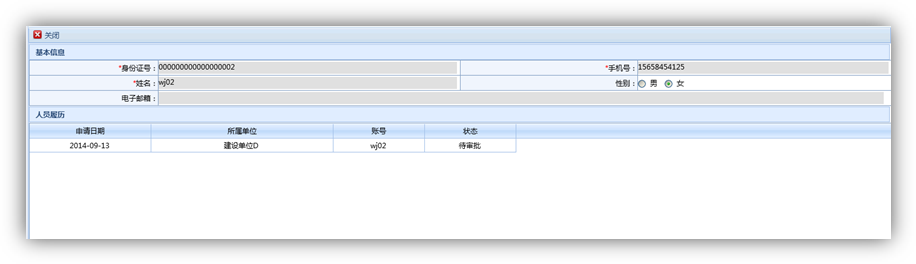 关闭
基本信息
*身份证号： 000000000000000002 *手机号： 15658454125
*姓名： wj02 性别： 男 女
电子邮箱：
人员履历
申请日期 所属单位 账号 状态
2014-09-13 建设单位D wj02 待审批